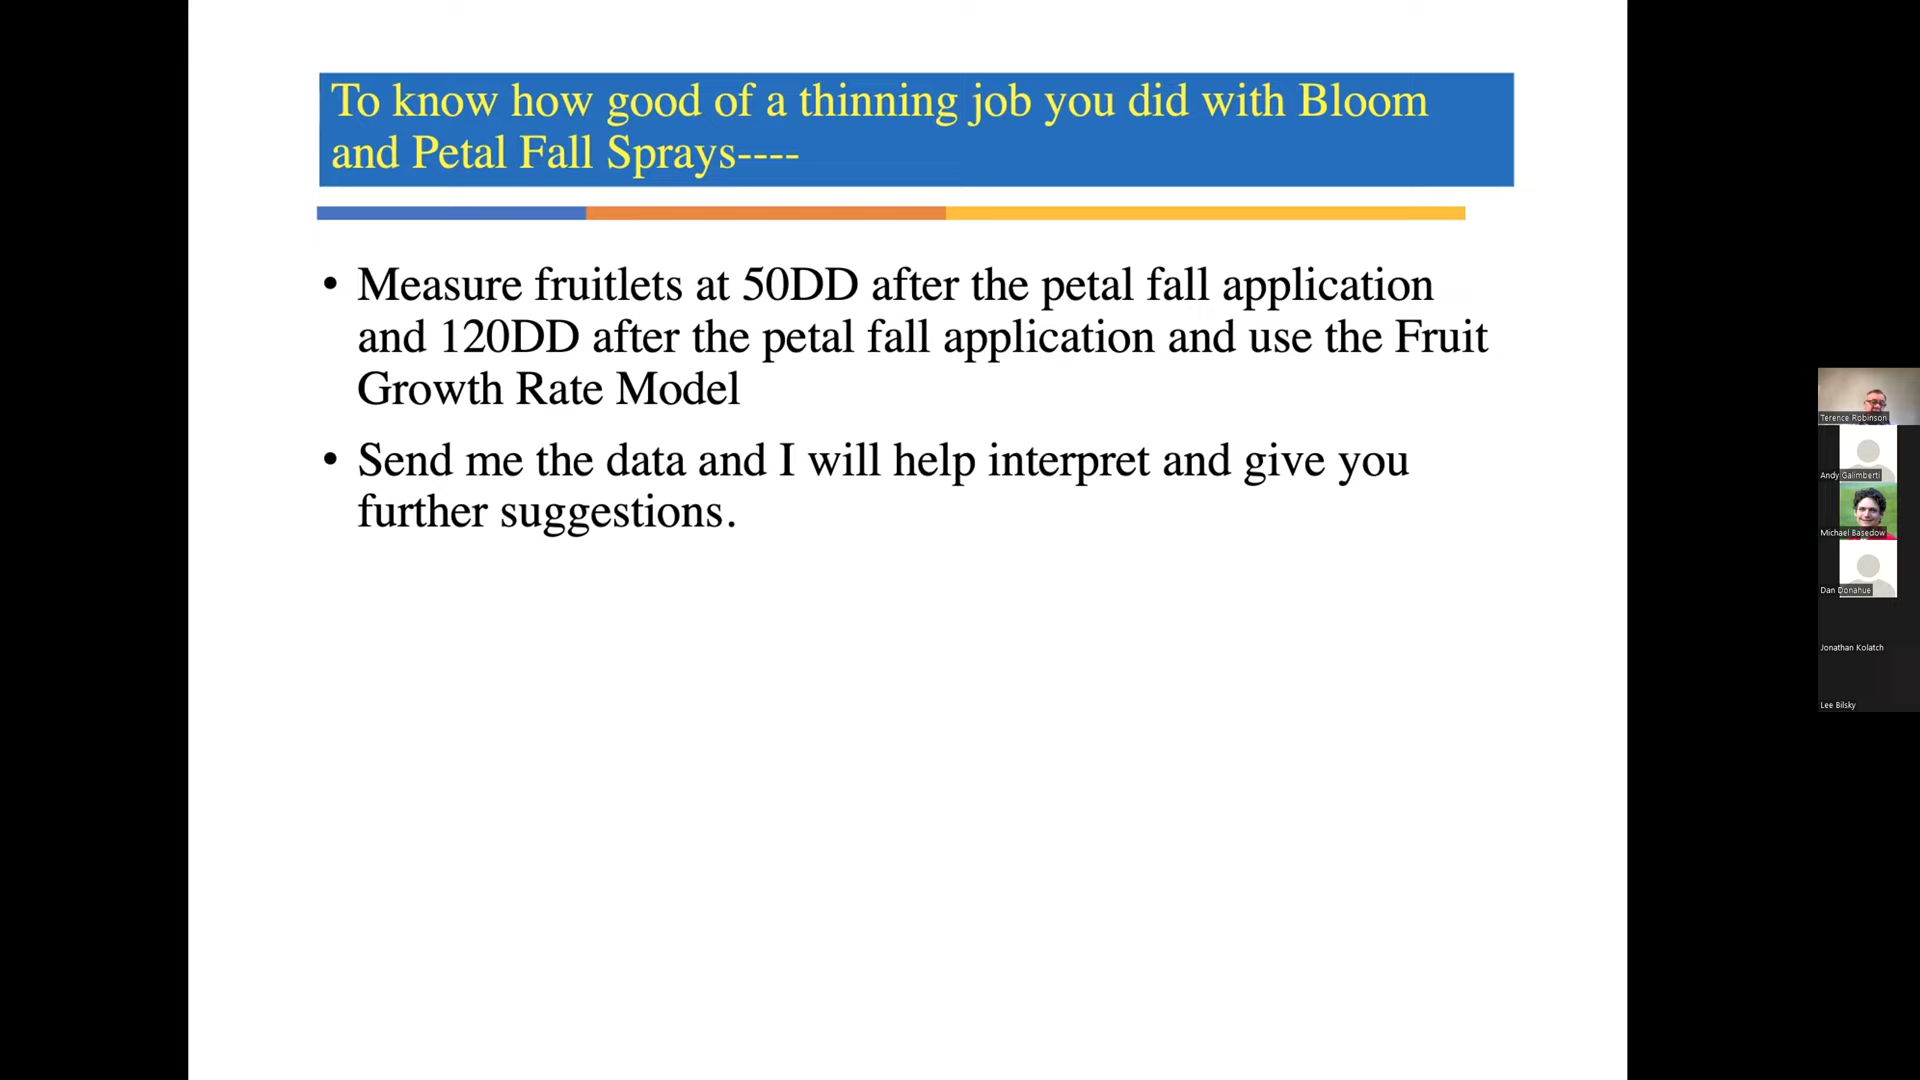 To know how good of a thinning job you did with Bloom
and Petal Fall Sprays----
• Measure fruitlets at 50DD after the petal fall application
and 120DD after the petal fall application and use the Fruit
Growth Rate Model
• Send me the data and I will help interpret and give you
further suggestions.
Terence Robinson
Andy Galimberti
Michael Basedow
Dan Donahue
Jonathan Kolatch
Lee Bilsky